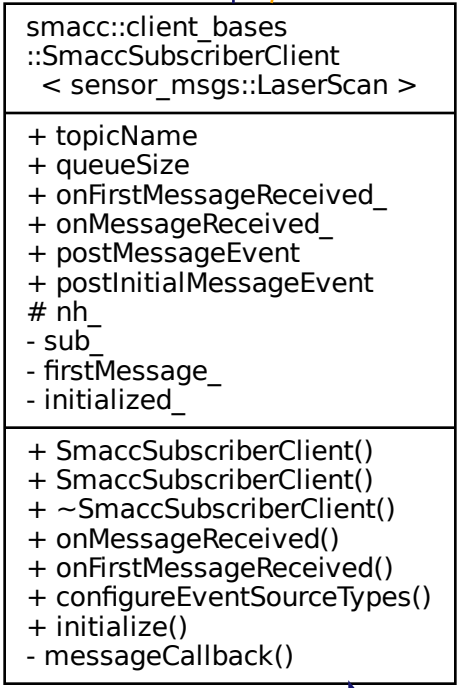 smacc::client_bases
::SmaccSubscriberClient
< sensor_msgs::LaserScan >
+ topicName
+ queueSize
+ onFirstMessageReceived_
+ onMessageReceived_
+ postMessageEvent
+ postInitialMessageEvent
# nh_
- sub_
- firstMessage_
- initialized_
+ SmaccSubscriberClient()
+ SmaccSubscriberClient()
+ ~SmaccSubscriberClient()
+ onMessageReceived()
+ onFirstMessageReceived()
+ configureEventSourceTypes()
+ initialize()
- messageCallback()